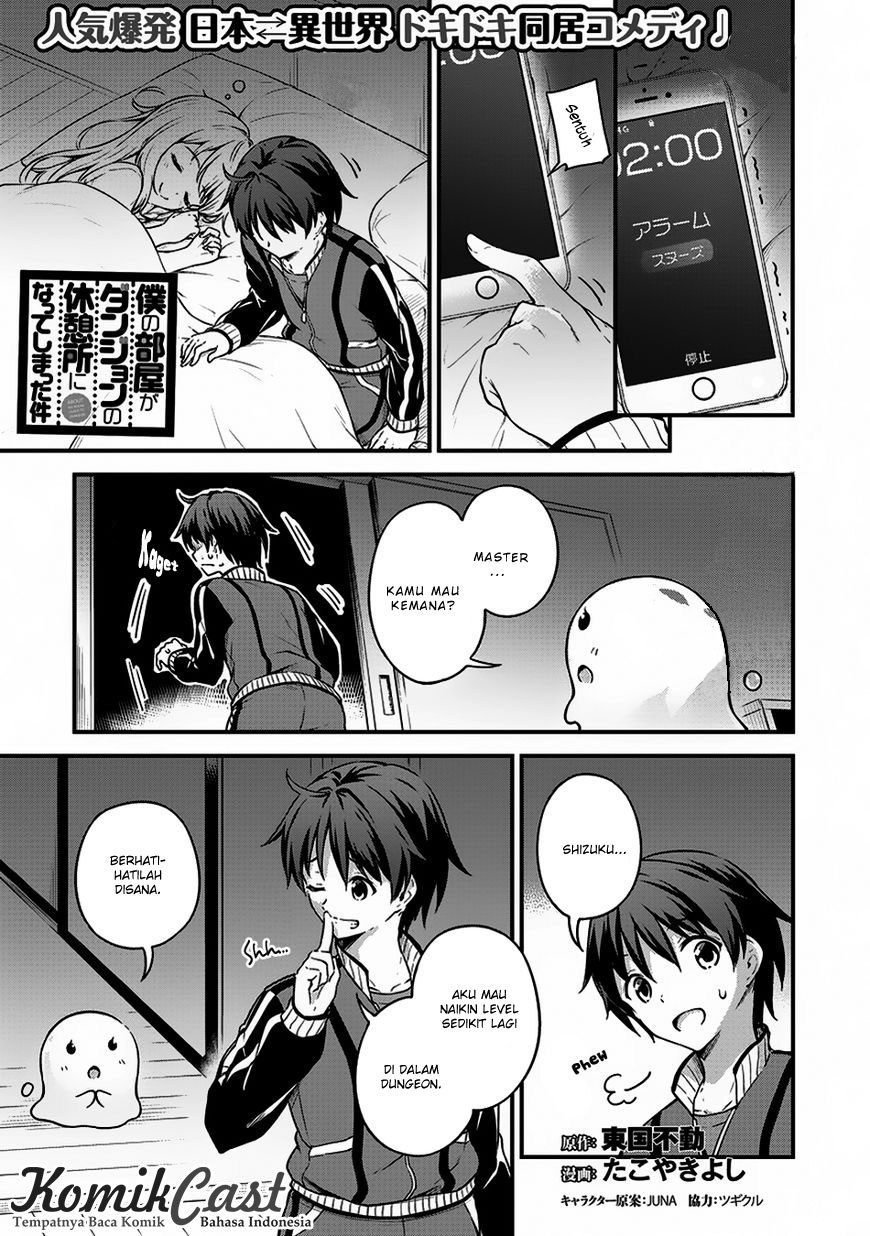 人気爆発 日本⇄異世界 ドキドキ同居コメディ♪
02:00
アラーム
スヌーズ
停止
:00
Sentuh
僕の部屋が
ダンジョンの
休憩所に
なってしまった件
MASTER
...
KAMU MAU
KEMANA?
Kaget
SHIZUKU...
Phew
AKU MAU
NAIKIN LEVEL
SEDIKIT LAGI
DI DALAM
DUNGEON.
Shh...
BERHATI-
HATILAH
DISANA.
原作:東国不動
漫画:たこやきよし
キャラクター原案:JUNA 協力:ツギクル
KomikCast
Tempatnya Baca Komik Bahasa Indonesia